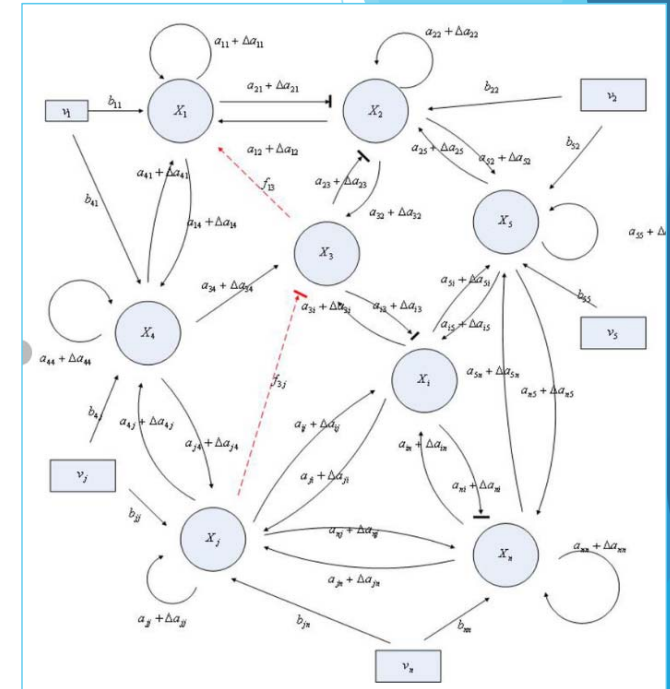 a₁₁ + Δa₁₁
a₂₂ + Δa₂₂
v₁
b₁₁
X₁
a₂₁ + Δa₂₁
X₂
b₂₂
v₂
a₁₂ + Δa₁₂
a₂₅ + Δa₂₅
a₅₂ + Δa₅₂
b₅₂
a₄₁ + Δa₄₁
f₁₃
a₂₃ + Δa₂₃
b₄₁
a₁₄ + Δa₁₄
a₃₂ + Δa₃₂
X₅
a₅₅ + Δ
X₃
a₃₄ + Δa₃₄
a₃ᵢ + Δa₃ᵢ
aᵢ₃ + Δaᵢ₃
a₅ᵢ + Δa₅ᵢ
b₅₅
X₄
aᵢ₅ + Δaᵢ₅
v₅
a₄₄ + Δa₄₄
f₃ⱼ
Xᵢ
a₅ₙ + Δa₅ₙ
aₙ₅ + Δaₙ₅
b₄ⱼ
a₄ⱼ + Δa₄ⱼ
aⱼ₄ + Δaⱼ₄
aᵢⱼ + Δaᵢⱼ
aᵢₙ + Δaᵢₙ
vⱼ
aⱼᵢ + Δaⱼᵢ
aₙᵢ + Δaₙᵢ
bⱼⱼ
Xⱼ
aₙⱼ + Δaₙⱼ
Xₙ
aₙₙ + Δaₙₙ
aⱼₙ + Δaⱼₙ
aⱼⱼ + Δaⱼⱼ
bⱼₙ
bₙₙ
vₙ